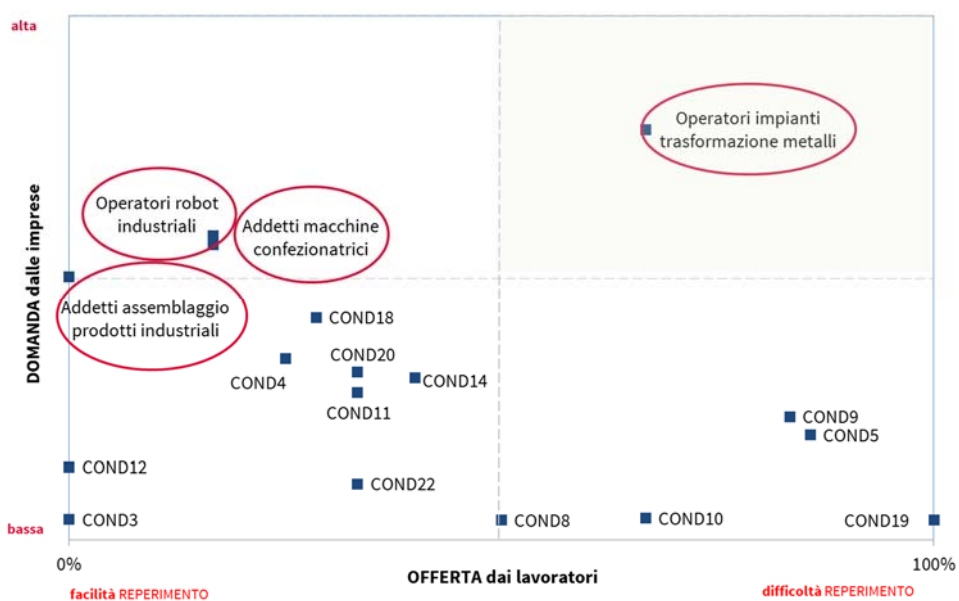 alta
DOMANDA dalle imprese
bassa
Operatori impianti
trasformazione metalli
Operatori robot
industriali
Addetti macchine
confezionatrici
Addetti assemblaggio
prodotti industriali
COND18
COND20
COND4
COND14
COND11
COND9
COND5
COND12
COND22
COND3
COND8
COND10
COND19
0%
OFFERTA dai lavoratori
100%
facilità REPERIMENTO
difficoltà REPERIMENTO